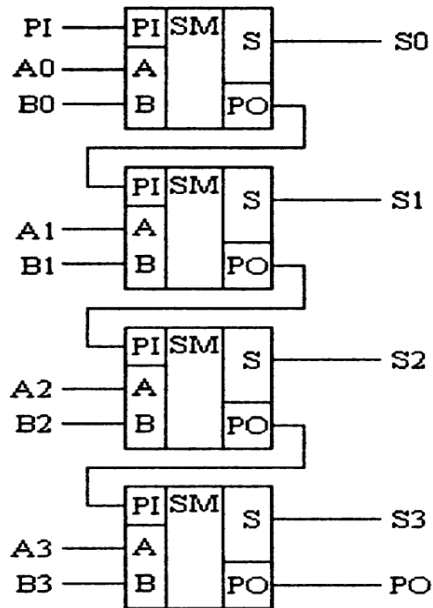 PI PI SM S S0
A0 A
B0 B PO
PI SM S S1
A1 A
B1 B PO
PI SM S S2
A2 A
B2 B PO
PI SM S S3
A3 A
B3 B PO PO